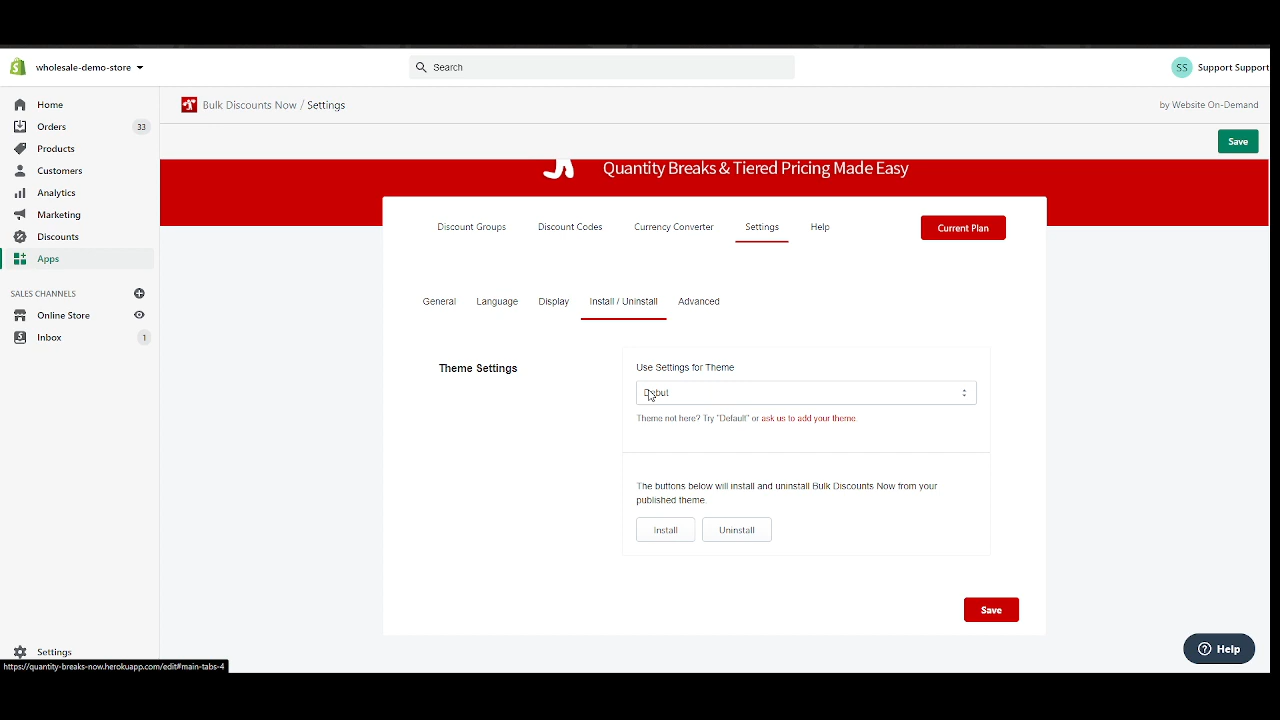 wholesale-demo-store
Search
SS
Support Support
Home
Orders
33
Products
Customers
Analytics
Marketing
Discounts
Apps
SALES CHANNELS
Online Store
Inbox
1
Settings
Bulk Discounts Now / Settings
by Website On-Demand
Save
Quantity Breaks & Tiered Pricing Made Easy
Discount Groups
Discount Codes
Currency Converter
Settings
Help
Current Plan
General
Language
Display
Install / Uninstall
Advanced
Theme Settings
Use Settings for Theme
Debut
Theme not here? Try "Default" or ask us to add your theme.
The buttons below will install and uninstall Bulk Discounts Now from your
published theme.
Install
Uninstall
Save
Help
https://quantity-breaks-now.herokuapp.com/edit#main-tabs-4